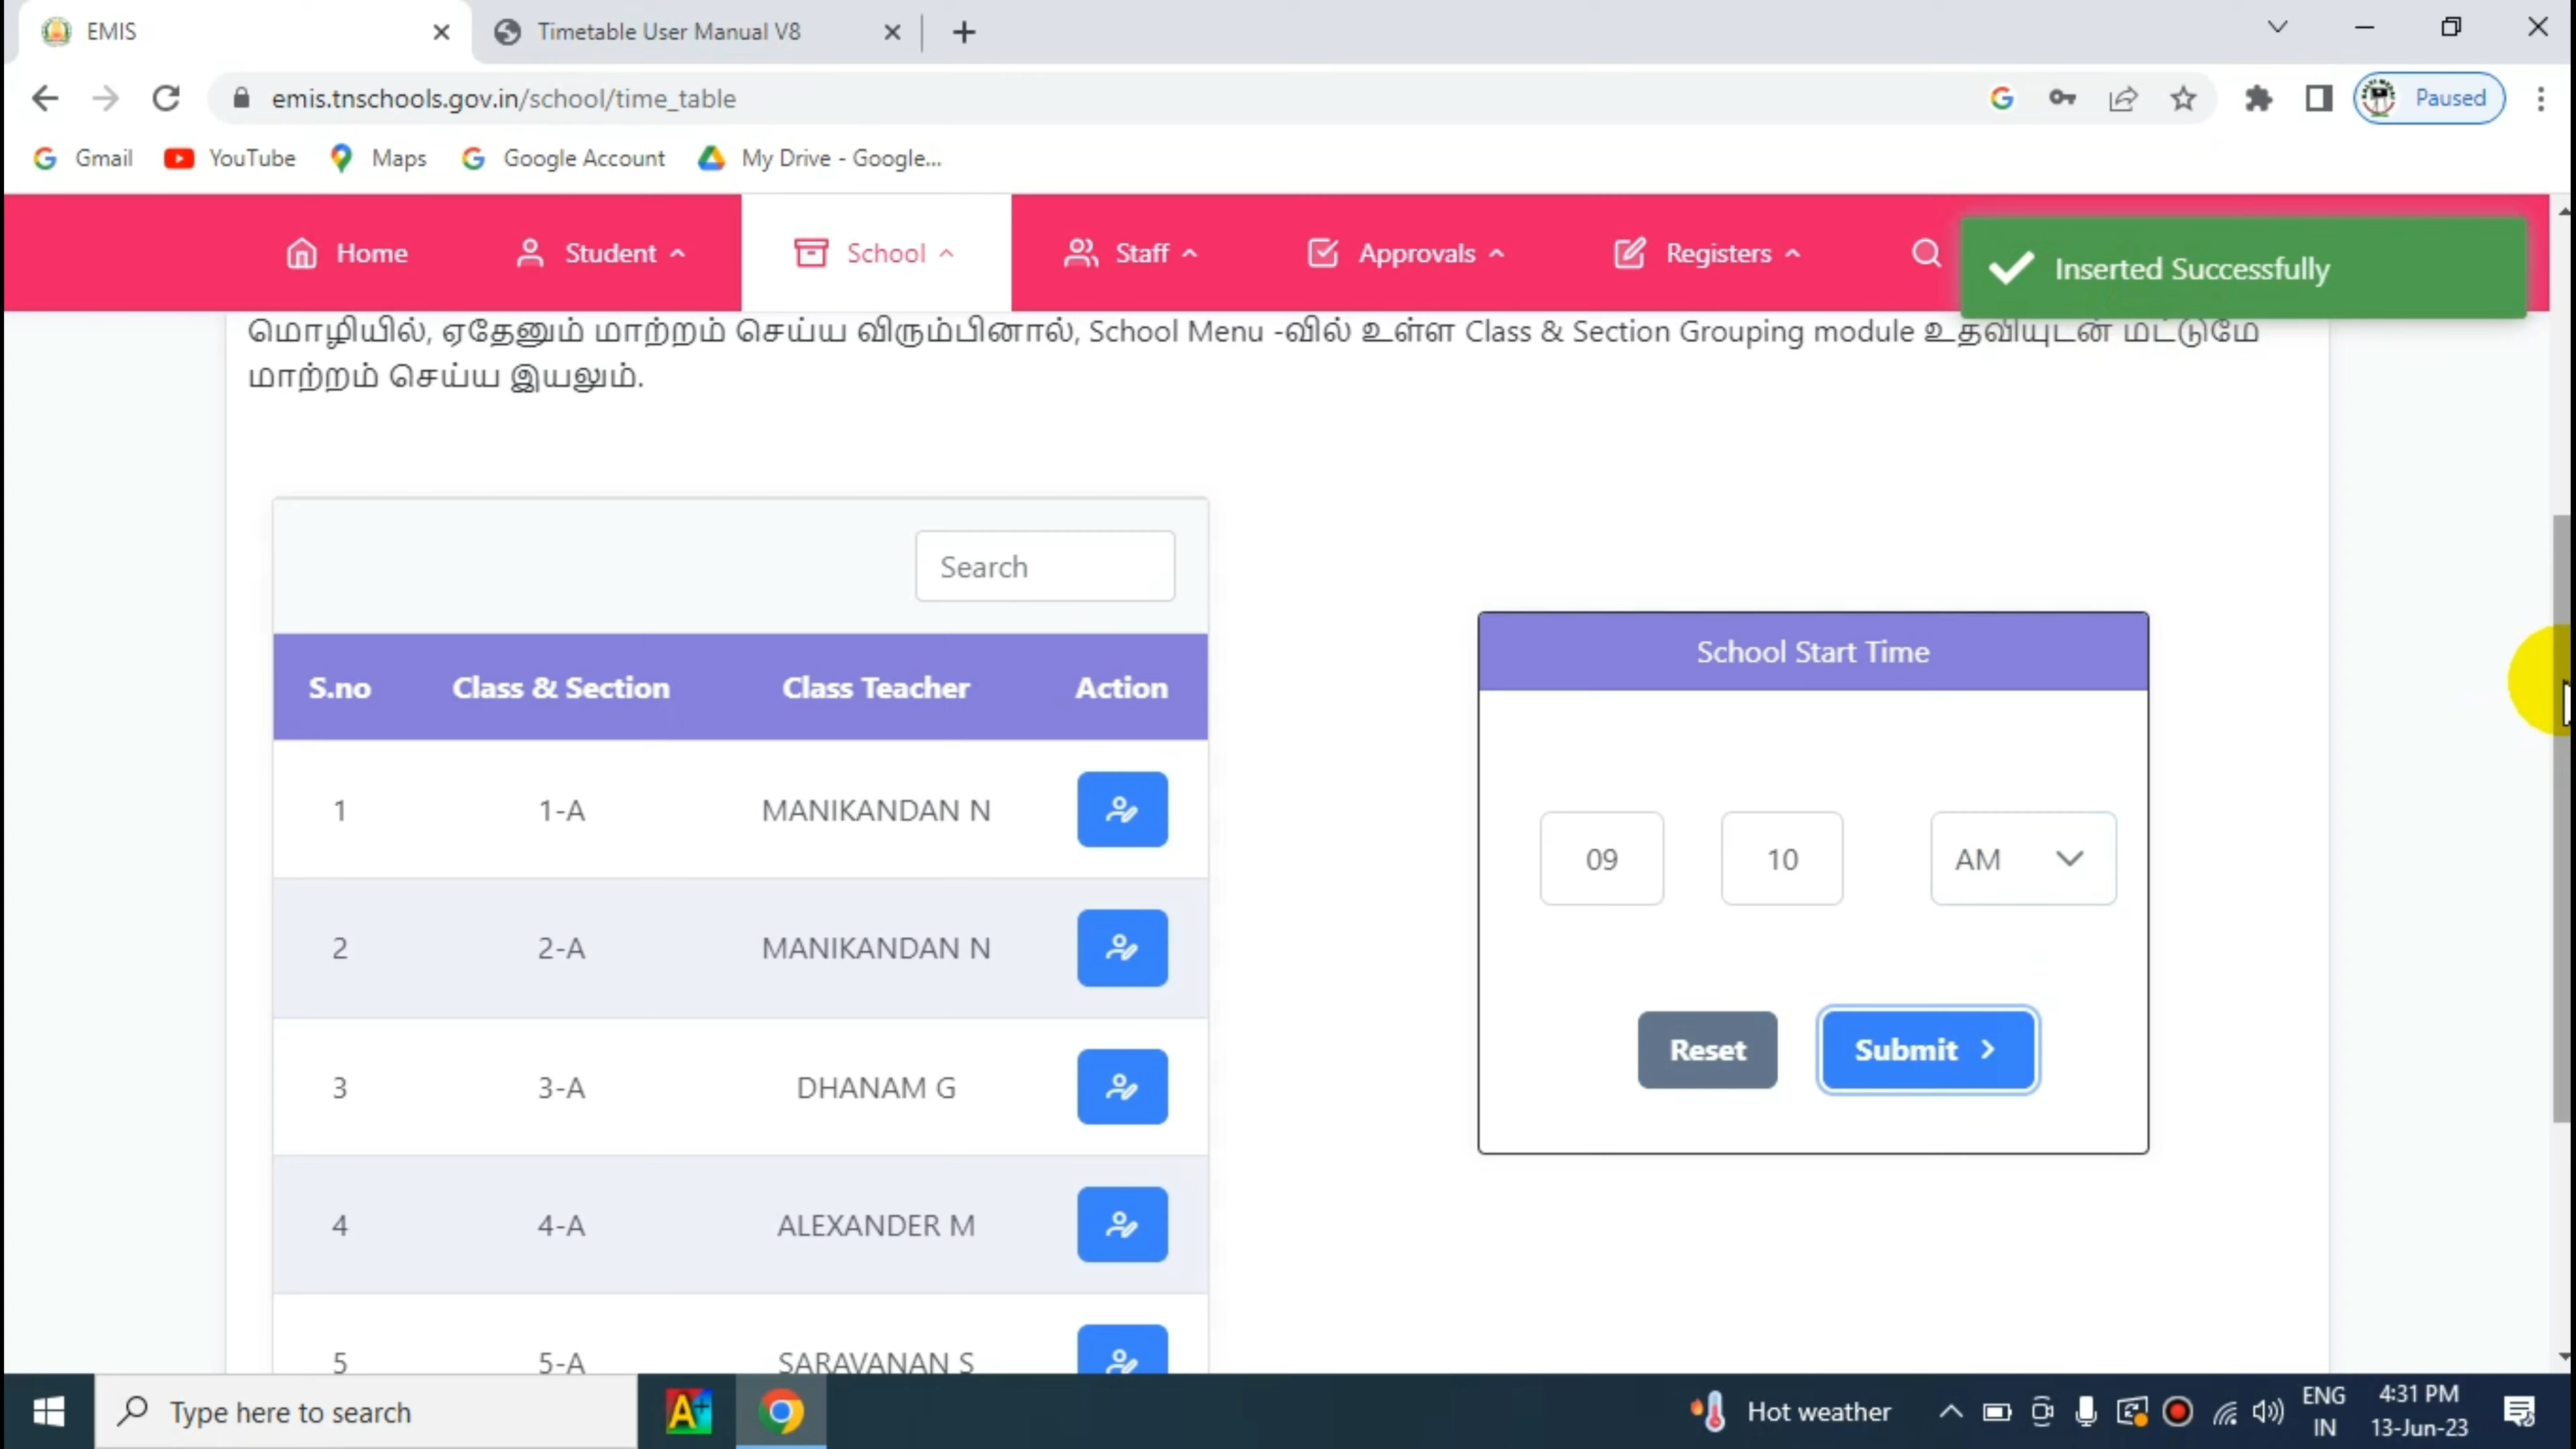 EMIS
Timetable User Manual V8
emis.tnschools.gov.in/school/time_table
Paused
Gmail
YouTube
Maps
Google Account
My Drive - Google...
Home
Student
School
Staff
Approvals
Registers
Inserted Successfully
மொழியில், ஏதேனும் மாற்றம் செய்ய விரும்பினால், School Menu -வில் உள்ள Class & Section Grouping module உதவியுடன் மட்டுமே
மாற்றம் செய்ய இயலும்.
Search
S.no Class & Section Class Teacher Action
1 1-A MANIKANDAN N
2 2-A MANIKANDAN N
3 3-A DHANAM G
4 4-A ALEXANDER M
5 5-A SARAVANAN S
School Start Time
09 10 AM
Reset
Submit
Type here to search
Hot weather
ENG
IN
4:31 PM
13-Jun-23